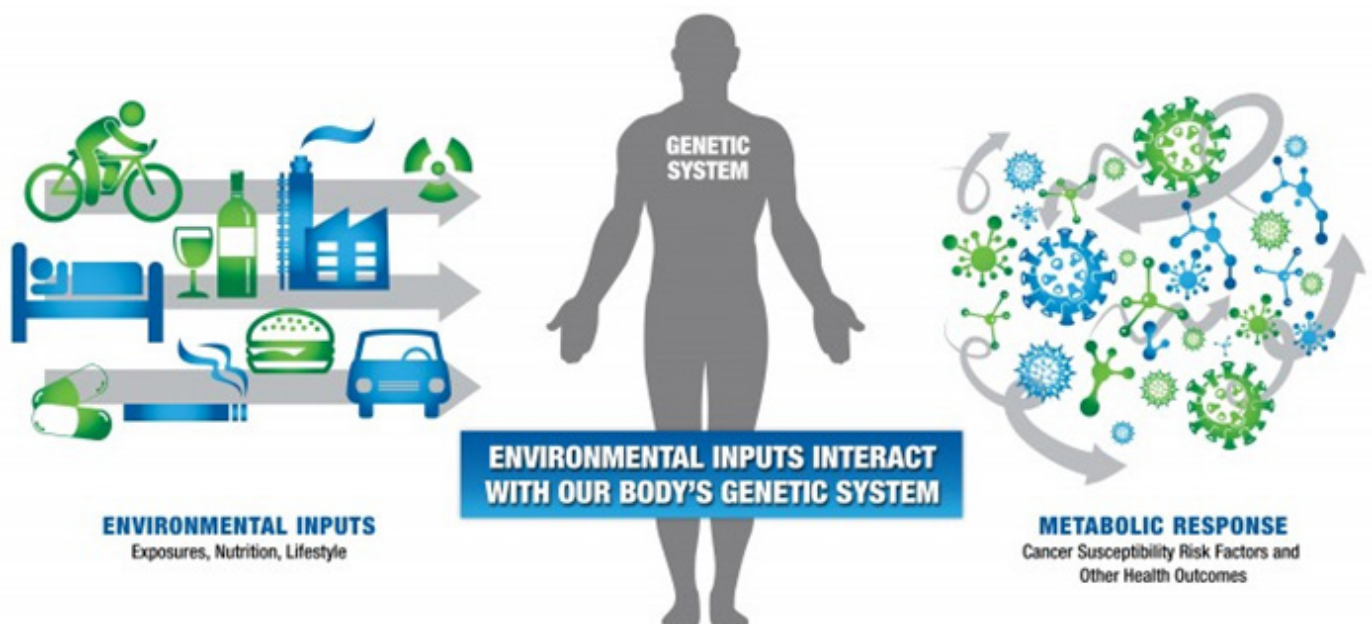 GENETIC
SYSTEM
ENVIRONMENTAL INPUTS INTERACT
WITH OUR BODY'S GENETIC SYSTEM
ENVIRONMENTAL INPUTS
Exposures, Nutrition, Lifestyle
METABOLIC RESPONSE
Cancer Susceptibility Risk Factors and
Other Health Outcomes